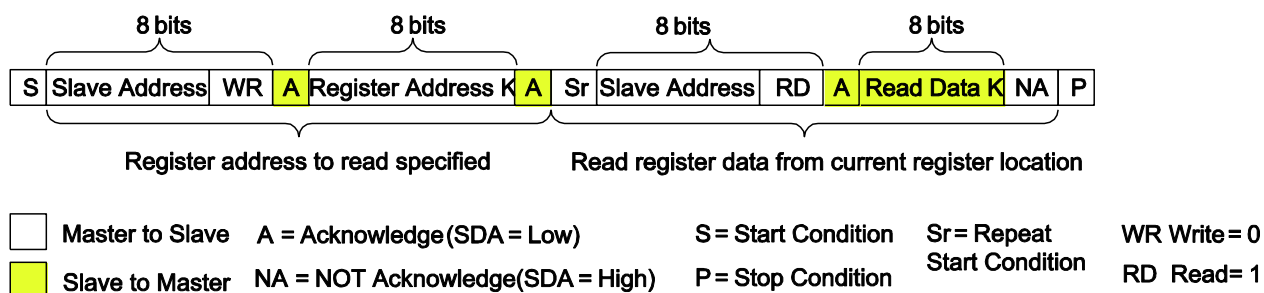 8 bits 8 bits 8 bits 8 bits
S Slave Address WR A Register Address K A Sr Slave Address RD A Read Data K NA P
Register address to read specified Read register data from current register location
Master to Slave A = Acknowledge (SDA = Low) S = Start Condition Sr = Repeat Start Condition WR Write = 0
Slave to Master NA = NOT Acknowledge (SDA = High) P = Stop Condition RD Read = 1